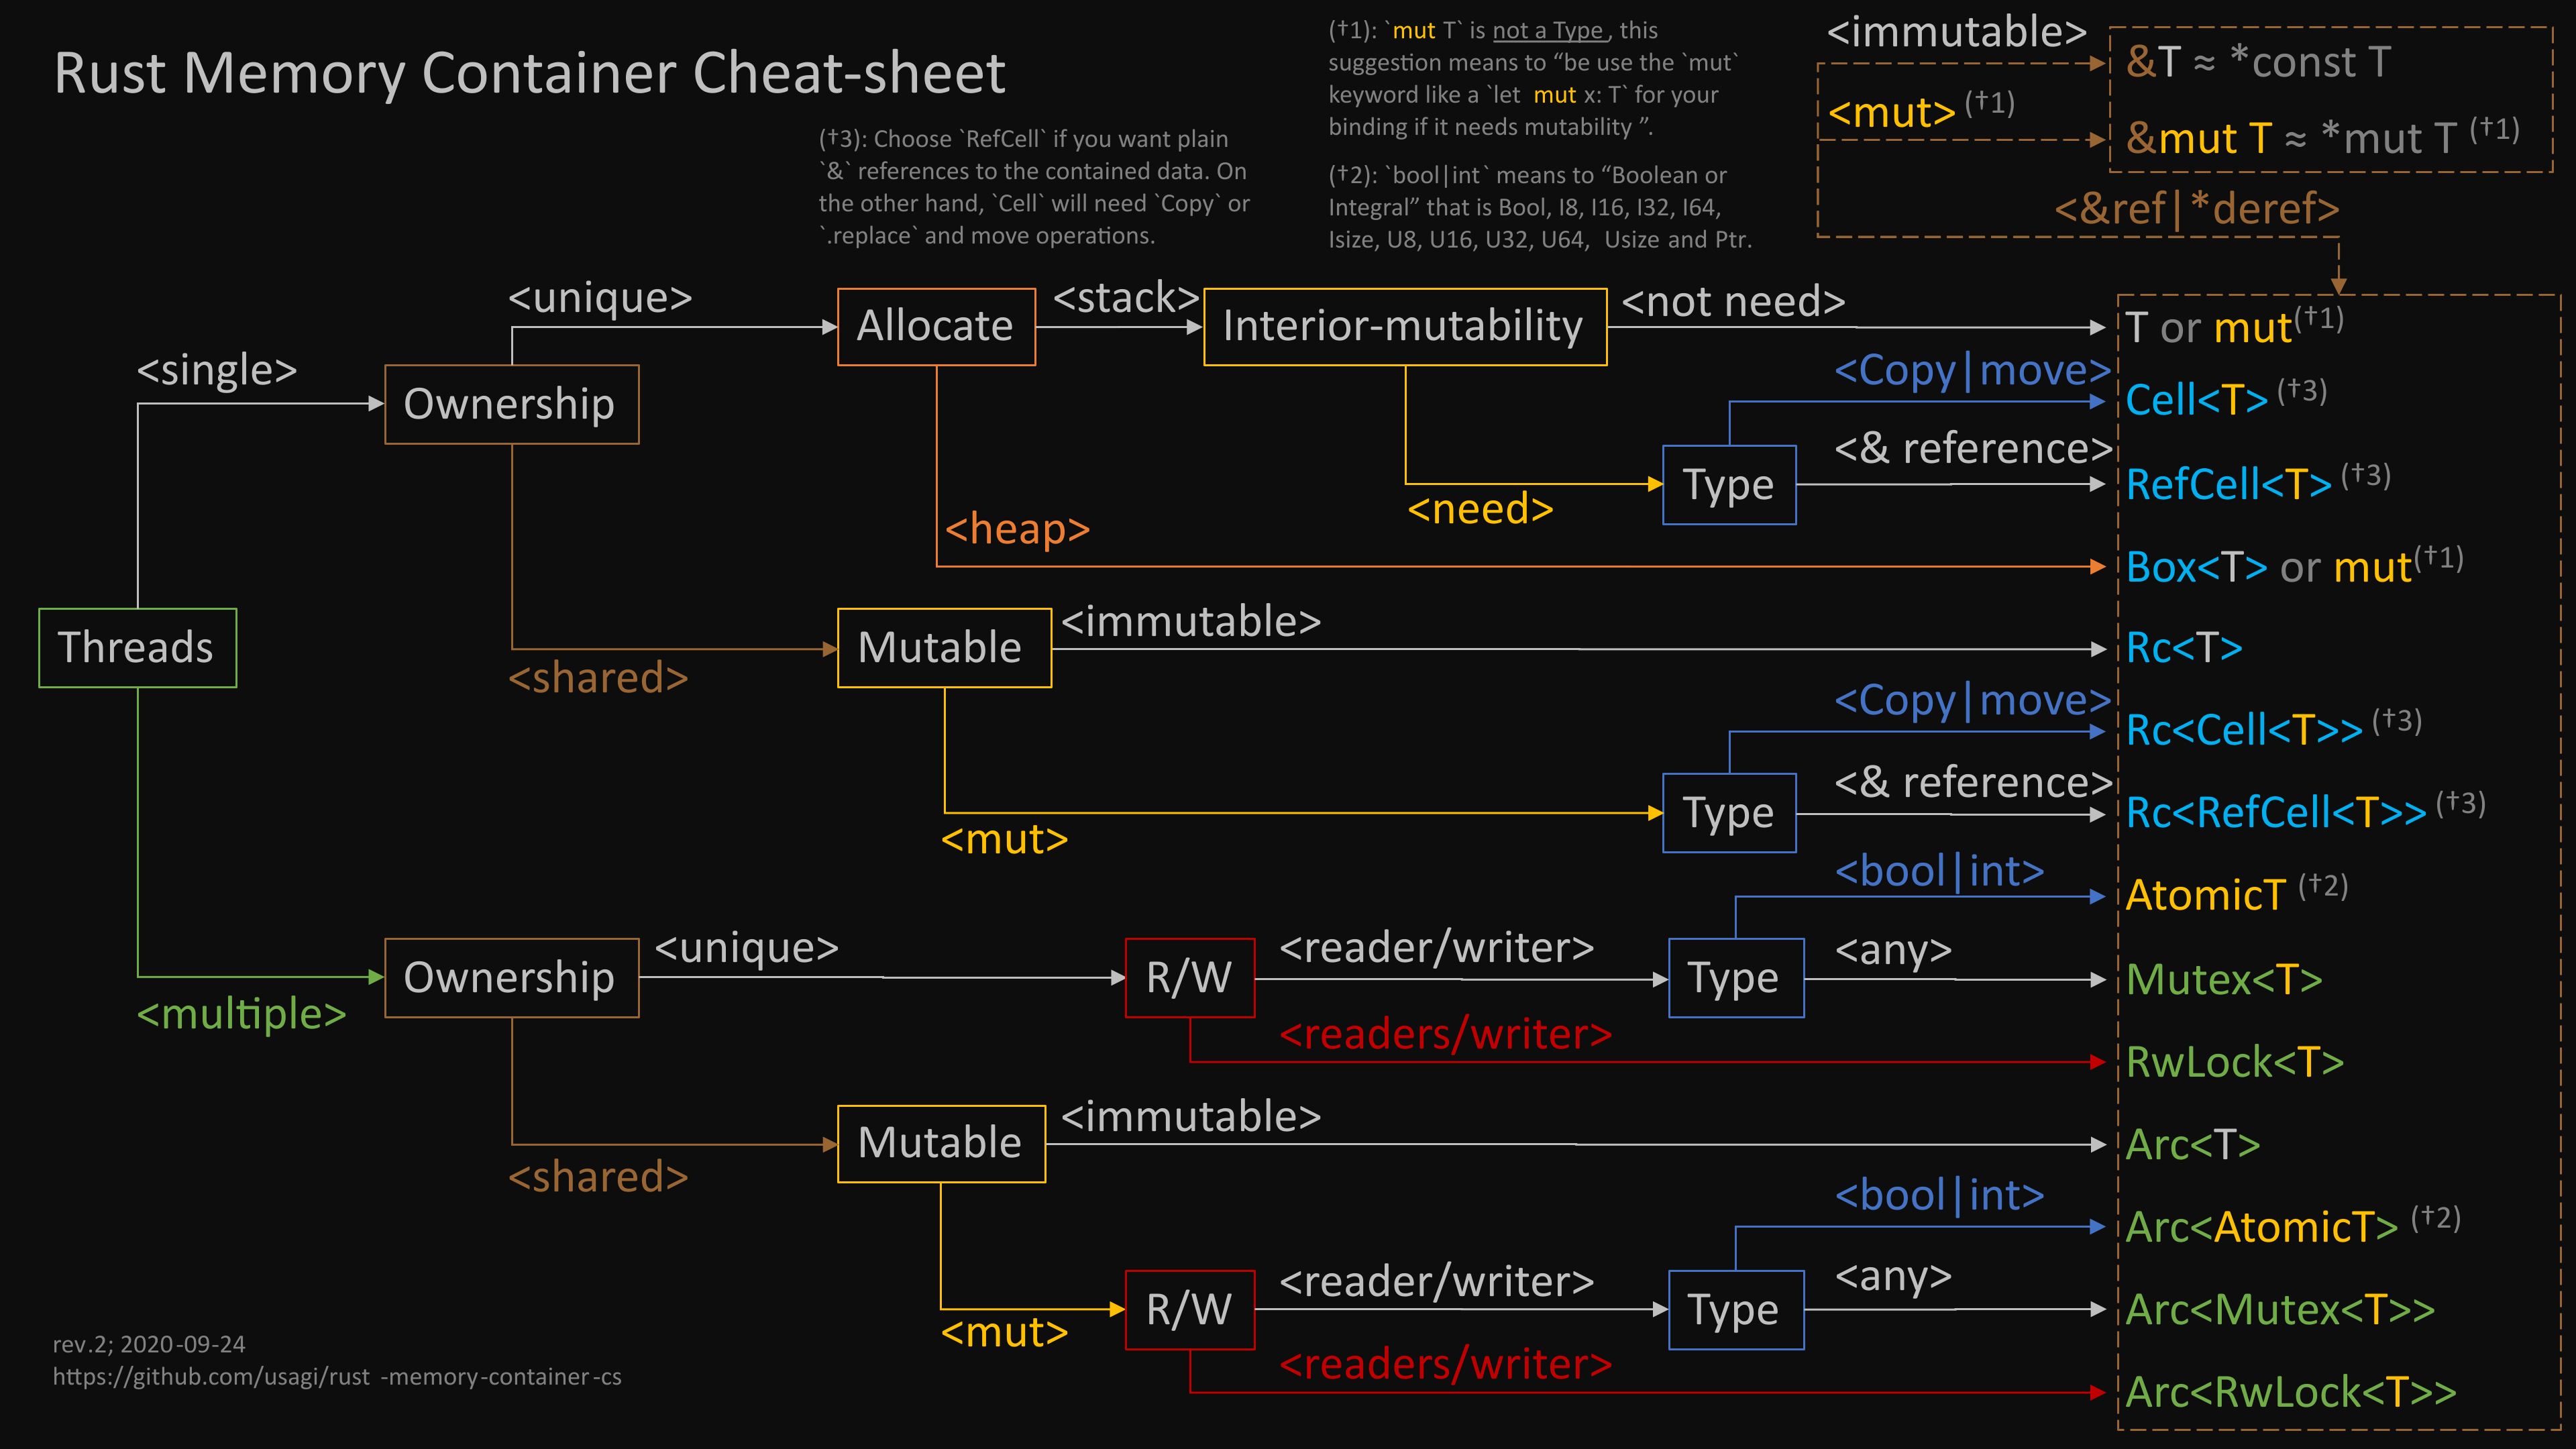 Rust Memory Container Cheat-sheet
(†3): Choose `RefCell` if you want plain
`&` references to the contained data. On
the other hand, `Cell` will need `Copy` or
`.replace` and move operations.
(†1): `mut T` is not a Type, this
suggestion means to “be use the `mut`
keyword like a `let mut x: T` for your
binding if it needs mutability ”.
(†2): `bool|int` means to “Boolean or
Integral” that is Bool, I8, I16, I32, I64,
Isize, U8, U16, U32, U64, Usize and Ptr.
<immutable>
&T ≈ *const T
<mut> (†1)
&mut T ≈ *mut T (†1)
<&ref|*deref>
<unique>
Allocate
<stack>
Interior-mutability
<not need>
T or mut(†1)
<single>
Ownership
<Copy|move>
Cell<T> (†3)
<& reference>
Type
RefCell<T> (†3)
<need>
<heap>
Box<T> or mut(†1)
Threads
<shared>
Mutable
<immutable>
Rc<T>
<Copy|move>
Rc<Cell<T>> (†3)
<& reference>
Type
Rc<RefCell<T>> (†3)
<mut>
<bool|int>
AtomicT (†2)
<multiple>
Ownership
<unique>
R/W
<reader/writer>
Type
<any>
Mutex<T>
<readers/writer>
RwLock<T>
<shared>
Mutable
<immutable>
Arc<T>
<bool|int>
Arc<AtomicT> (†2)
<mut>
R/W
<reader/writer>
Type
<any>
Arc<Mutex<T>>
<readers/writer>
Arc<RwLock<T>>
rev.2; 2020-09-24
https://github.com/usagi/rust -memory-container-cs